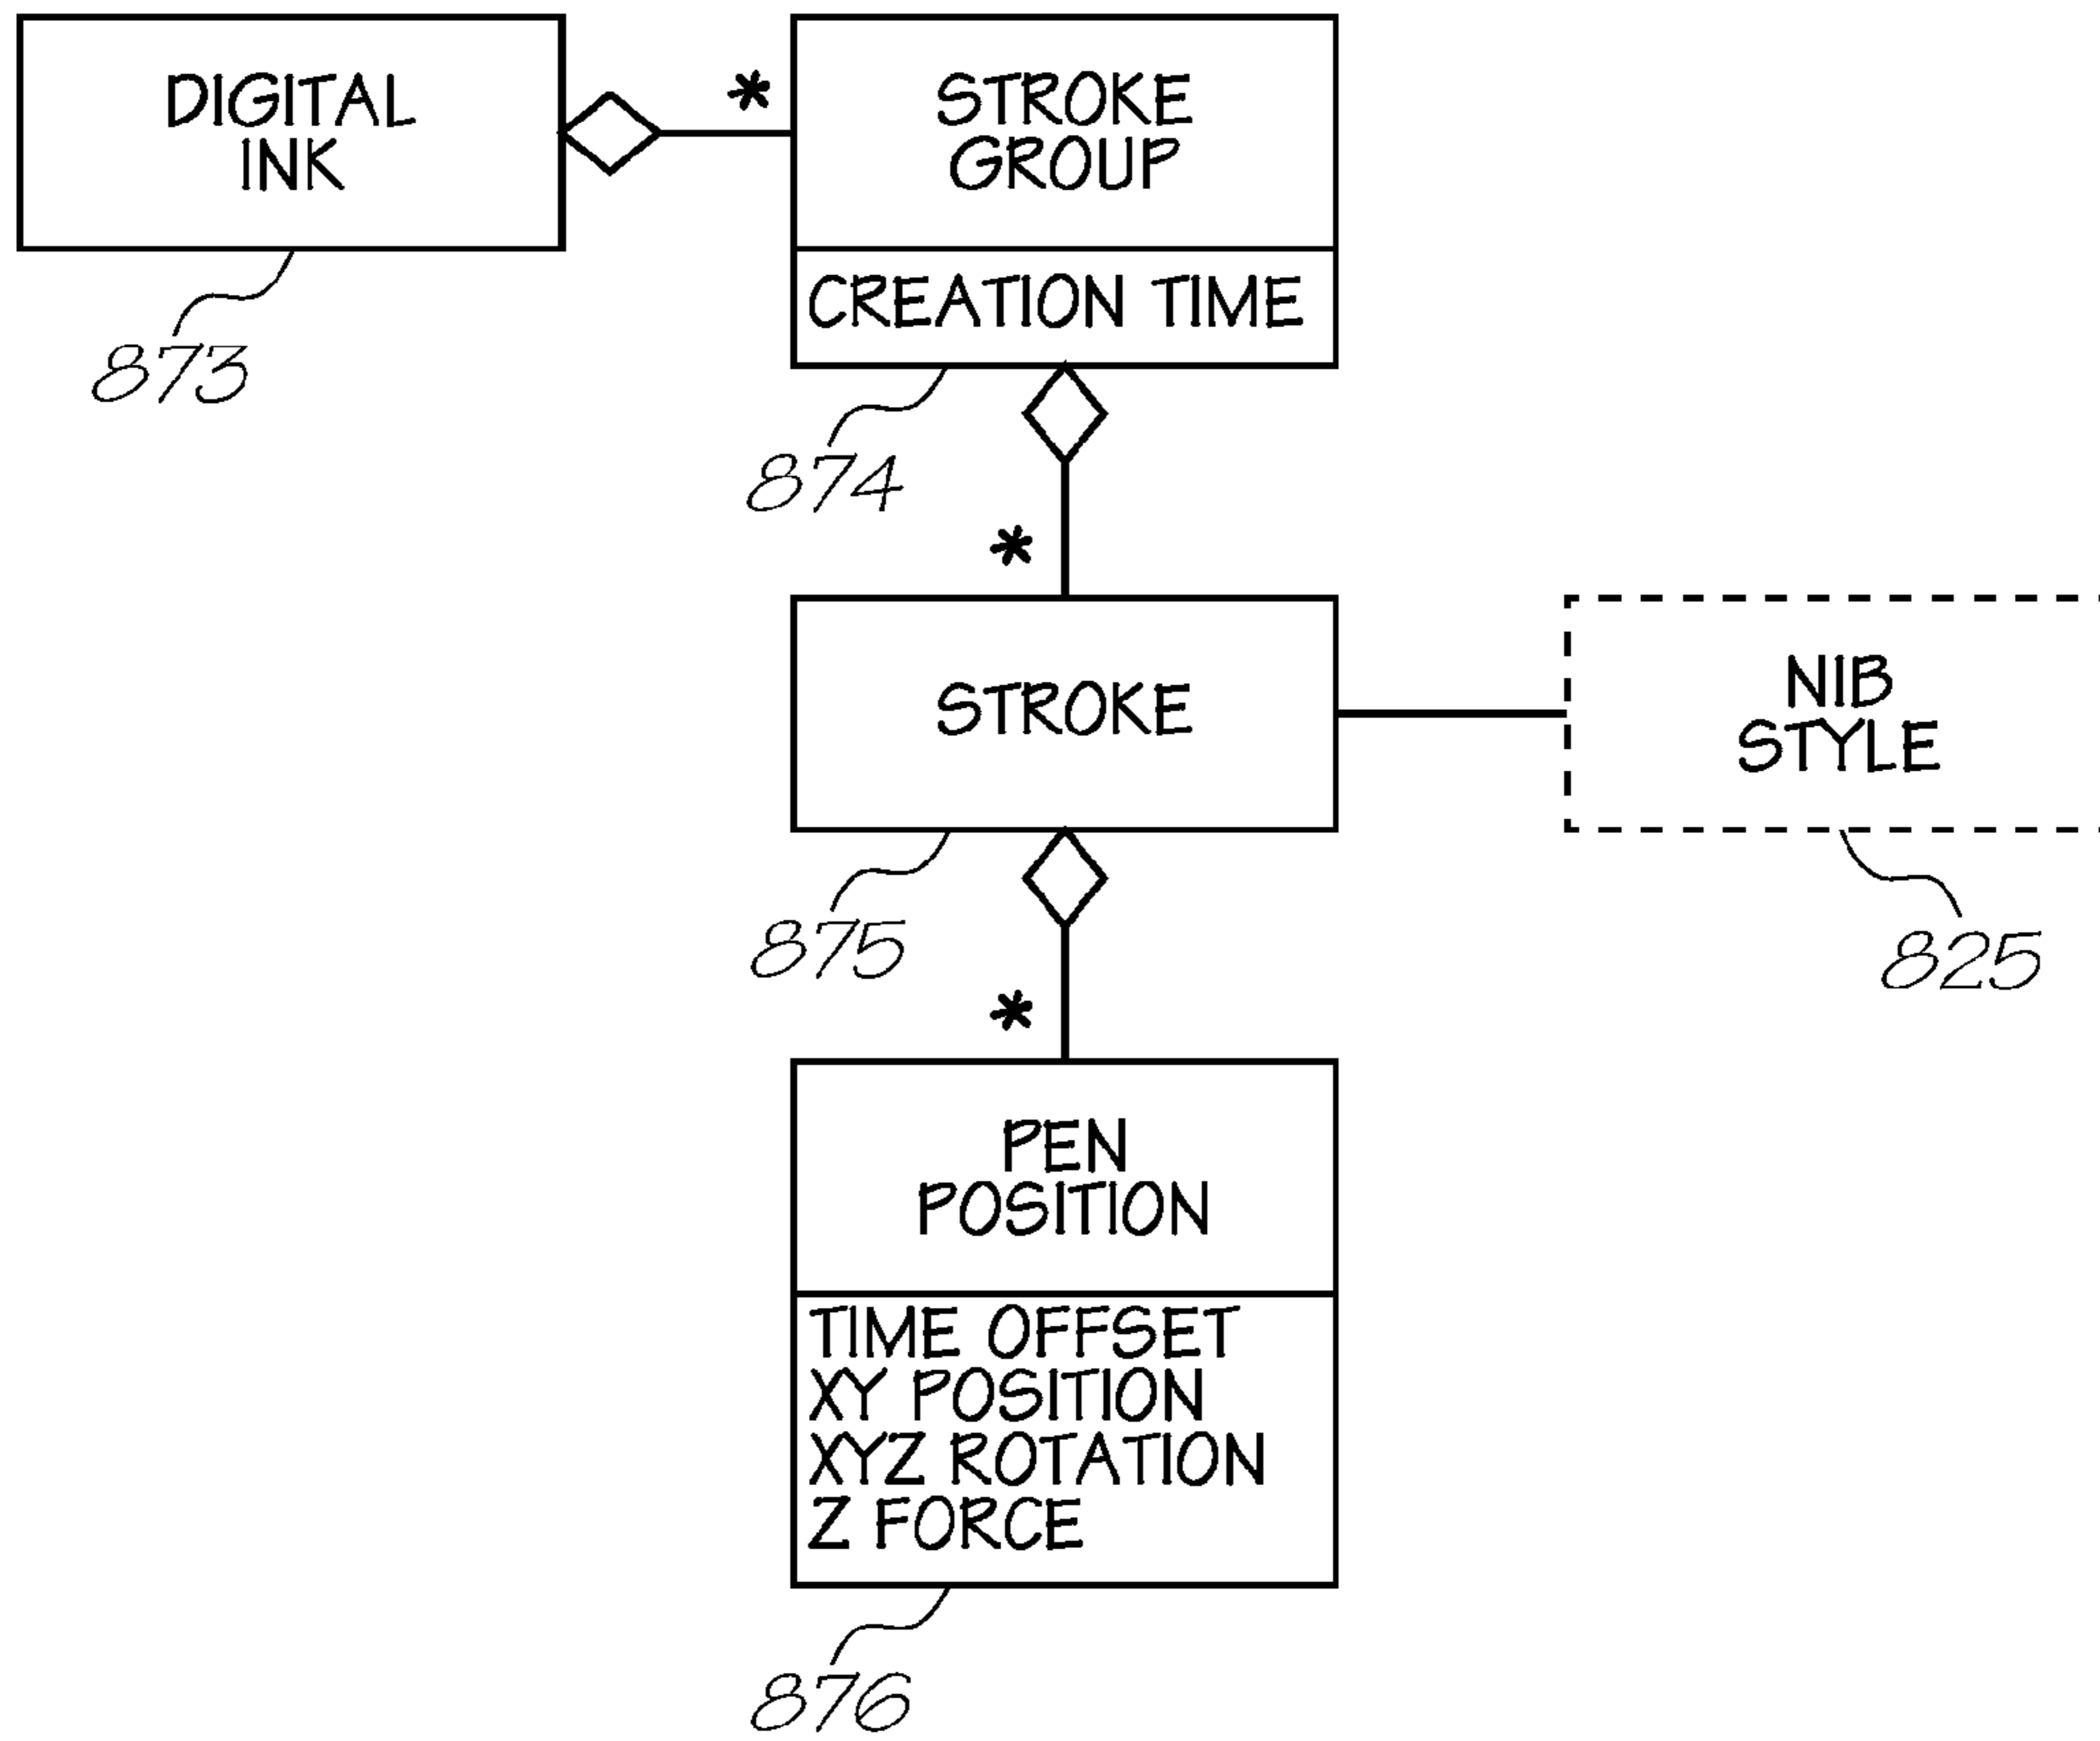 DIGITAL
INK
*
STROKE
GROUP
CREATION TIME
873
874
*
STROKE
NIB
STYLE
875
825
*
PEN
POSITION
TIME OFFSET
XY POSITION
XYZ ROTATION
Z FORCE
876